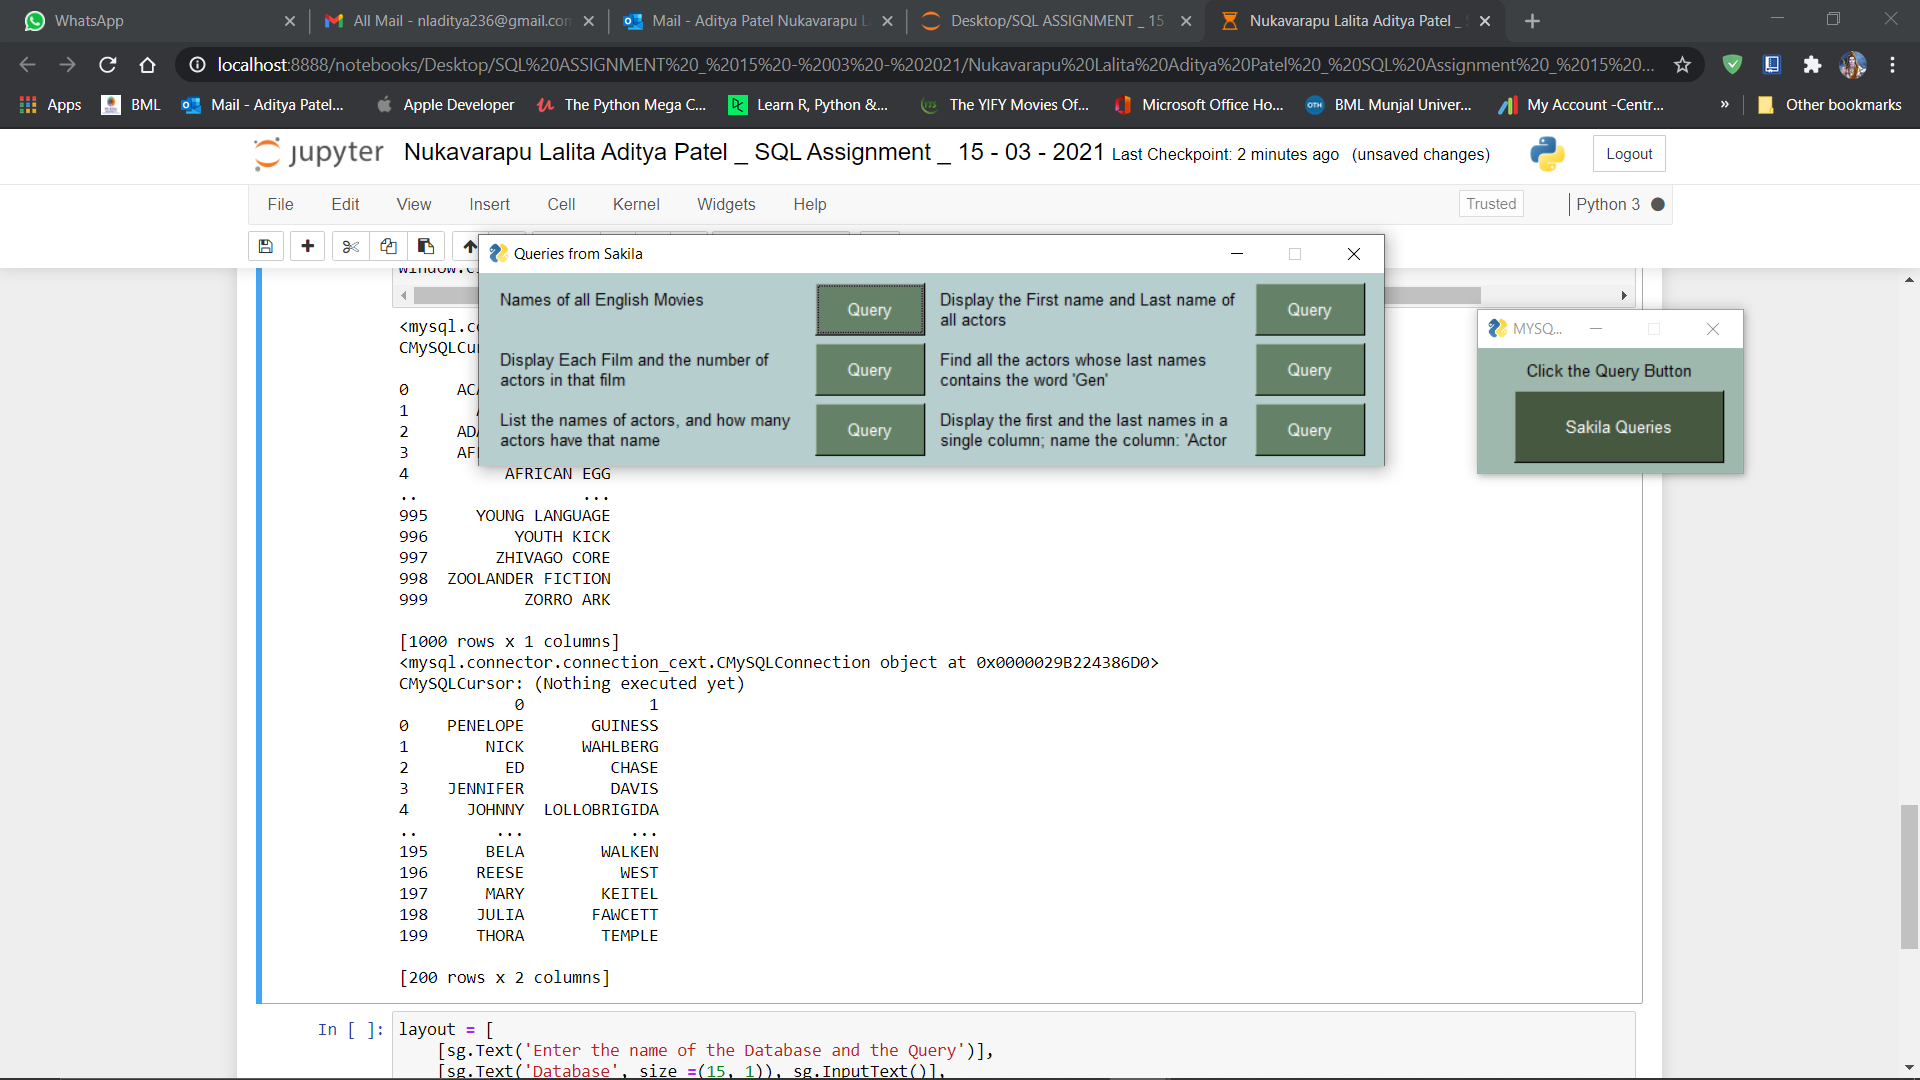 WhatsApp
All Mail - nladitya236@gmail.com
Mail - Aditya Patel Nukavarapu L
Desktop/SQL ASSIGNMENT _ 15
Nukavarapu Lalita Aditya Patel _
localhost:8888/notebooks/Desktop/SQL%20ASSIGNMENT%20_%2015%20-%2003%20-%202021/Nukavarapu%20Lalita%20Aditya%20Patel%20_%20SQL%20Assignment%20_%2015%20...
Apps
BML
Mail - Aditya Patel...
Apple Developer
The Python Mega C...
Learn R, Python &...
The YIFY Movies Of...
Microsoft Office Ho...
BML Munjal Univer...
My Account -Centr...
»
Other bookmarks
jupyter
Nukavarapu Lalita Aditya Patel _ SQL Assignment _ 15 - 03 - 2021
Last Checkpoint: 2 minutes ago (unsaved changes)
Logout
File Edit View Insert Cell Kernel Widgets Help
Trusted
Python 3
Queries from Sakila
Names of all English Movies
Query
Display the First name and Last name of
all actors
Query
Display Each Film and the number of
actors in that film
Query
Find all the actors whose last names
contains the word 'Gen'
Query
List the names of actors, and how many
actors have that name
Query
Display the first and the last names in a
single column; name the column: 'Actor
Query
MYSQ...
Click the Query Button
Sakila Queries
<mysql.c
CMySQLCu
0 AC
1
2 AD
3 AF
4 AFRICAN EGG
.. ...
995 YOUNG LANGUAGE
996 YOUTH KICK
997 ZHIVAGO CORE
998 ZOOLANDER FICTION
999 ZORRO ARK
[1000 rows x 1 columns]
<mysql.connector.connection_cext.CMySQLConnection object at 0x0000029B224386D0>
CMySQLCursor: (Nothing executed yet)
0 1
0 PENELOPE GUINESS
1 NICK WAHLBERG
2 ED CHASE
3 JENNIFER DAVIS
4 JOHNNY LOLLOBRIGIDA
.. ... ...
195 BELA WALKEN
196 REESE WEST
197 MARY KEITEL
198 JULIA FAWCETT
199 THORA TEMPLE
[200 rows x 2 columns]
In [ ]: layout = [
[sg.Text('Enter the name of the Database and the Query')],
[sg.Text('Database', size =(15, 1)), sg.InputText()],